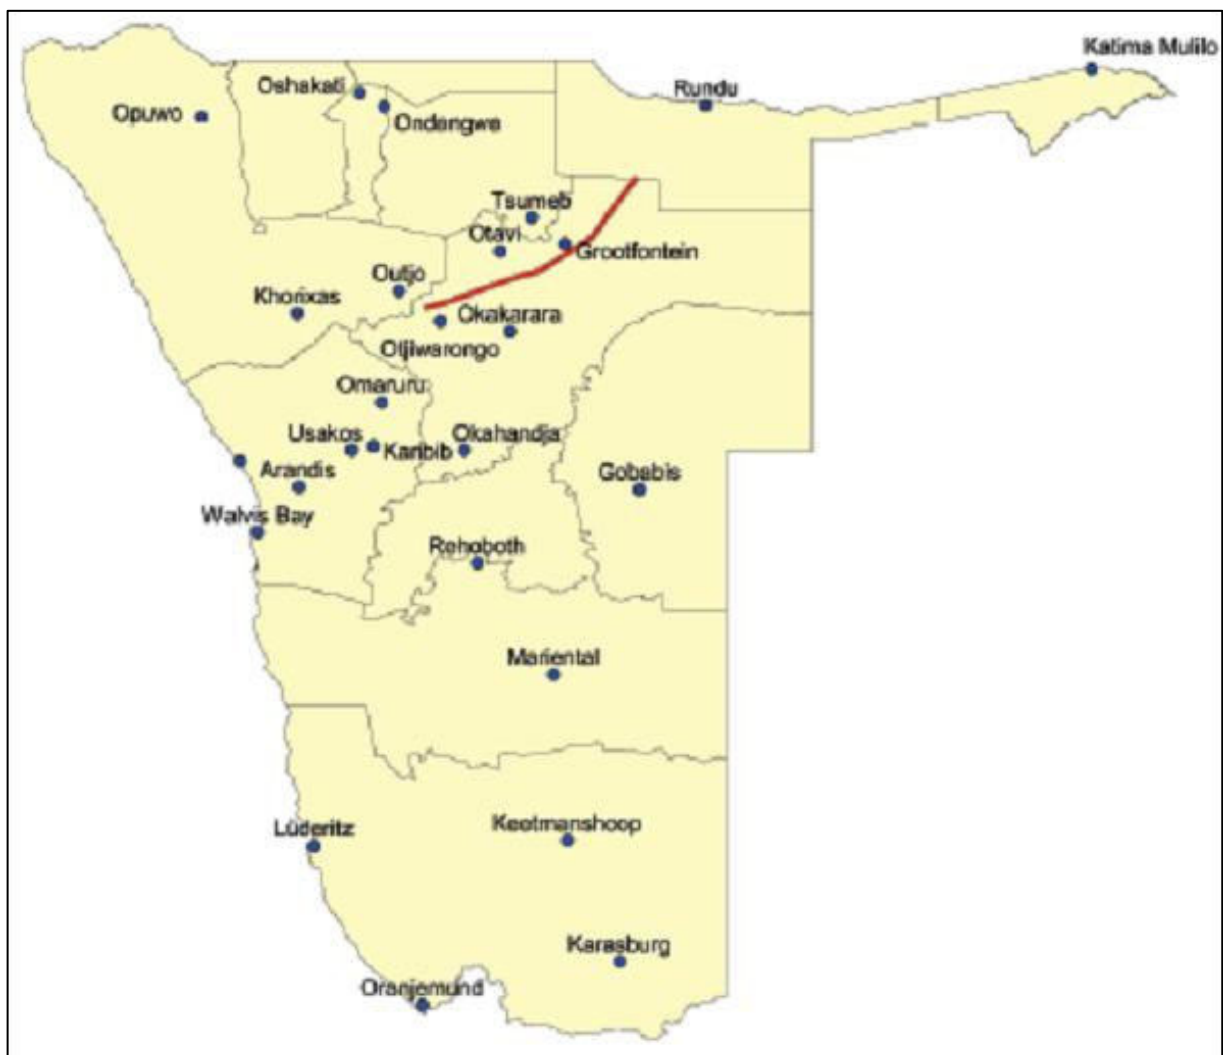 Katima Mulilo
Oshakati
Rundu
Opuwo
Ondangwa
Tsumeb
Otavi
Grootfontein
Outjo
Khorixas
Okakarara
Otjiwarongo
Omaruru
Usakos
Karibib
Okahandja
Arandis
Gobabis
Walvis Bay
Rehoboth
Mariental
Lüderitz
Keetmanshoop
Karasburg
Oranjemund